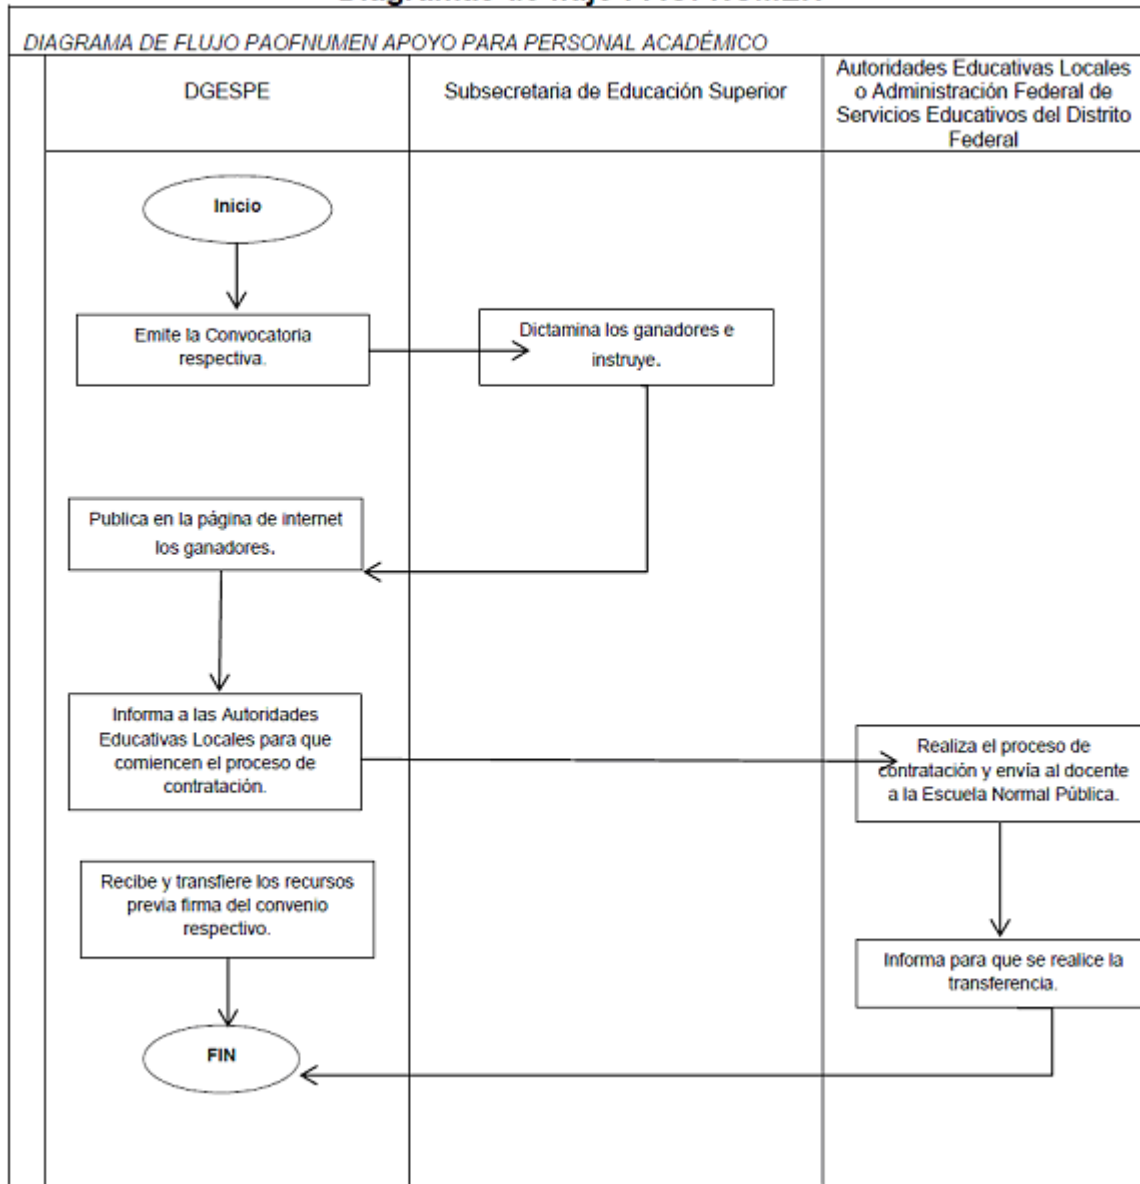 DIAGRAMA DE FLUJO PAOFNUMEN APOYO PARA PERSONAL ACADÉMICO
DGESPE
Subsecretaria de Educación Superior
Autoridades Educativas Locales
o Administración Federal de
Servicios Educativos del Distrito
Federal
Inicio
Emite la Convocatoria
respectiva.
Dictamina los ganadores e
instruye.
Publica en la página de internet
los ganadores.
Informa a las Autoridades
Educativas Locales para que
comiencen el proceso de
contratación.
Realiza el proceso de
contratación y envía al docente
a la Escuela Normal Pública.
Recibe y transfiere los recursos
previa firma del convenio
respectivo.
Informa para que se realice la
transferencia.
FIN